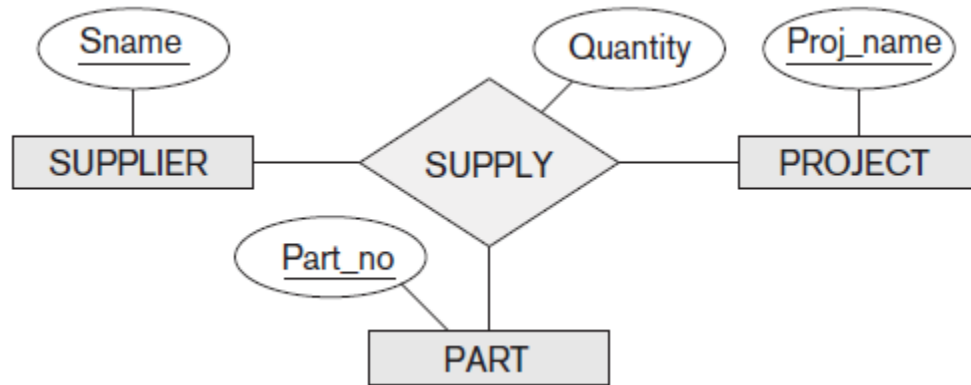 Sname
Quantity
Proj_name
SUPPLIER
SUPPLY
PROJECT
Part_no
PART